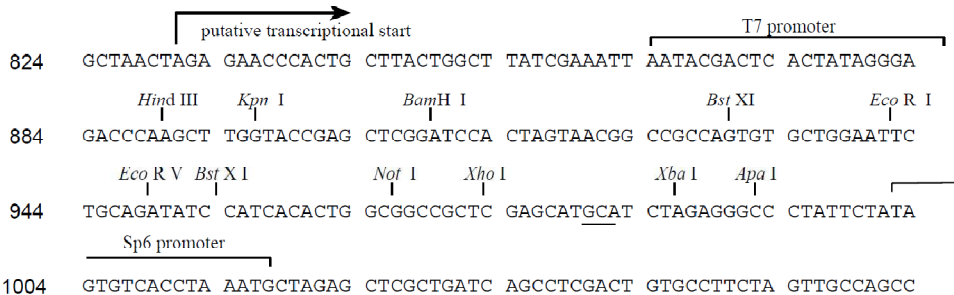 putative transcriptional start T7 promoter
824 GCTAACTAGA GAACCCACTG CTTACTGGCT TATCGAAATT AATACGACTC ACTATAGGGA
Hind III Kpn I BamH I Bst XI Eco R I
884 GACCCAAGCT TGGTACCGAG CTCGGATCCA CTAGTAACGG CCGCCAGTGT GCTGGAATTC
Eco R V Bst X I Not I Xho I Xba I Apa I
944 TGCAGATATC CATCACACTG GCGGCCGCTC GAGCATGCAT CTAGAGGGCC CTATTCTATA
Sp6 promoter
1004 GTGTCACCTA AATGCTAGAG CTCGCTGATC AGCCTCGACT GTGCCTTCTA GTTGCCAGCC